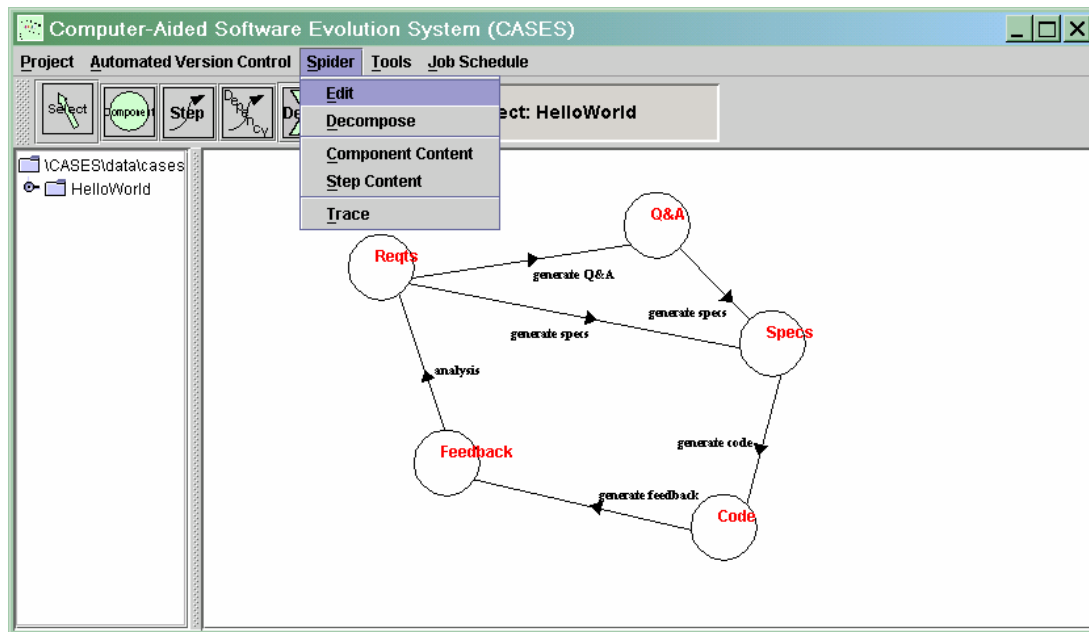 Computer-Aided Software Evolution System (CASES)
Project Automated Version Control Spider Tools Job Schedule
Select Component Step Depency De ect: HelloWorld
Edit
Decompose
Component Content
Step Content
Trace
\CASES\data\cases
HelloWorld
Q&A
Reqts
generate Q&A
generate specs
generate specs
Specs
analysis
generate code
Feedback
generate feedback
Code